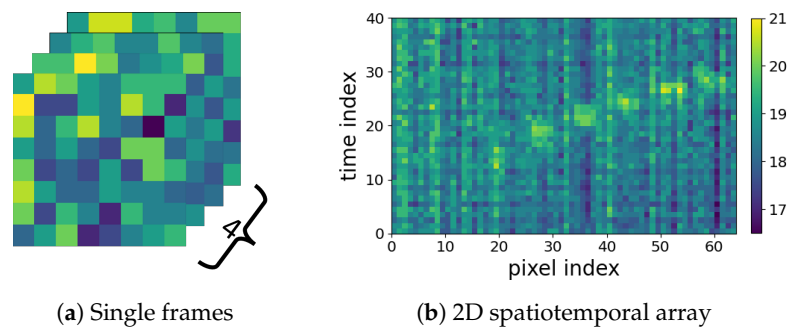 4
(a) Single frames
40
30
20
10
0
time index
0 10 20 30 40 50 60
pixel index
21
20
19
18
17
(b) 2D spatiotemporal array